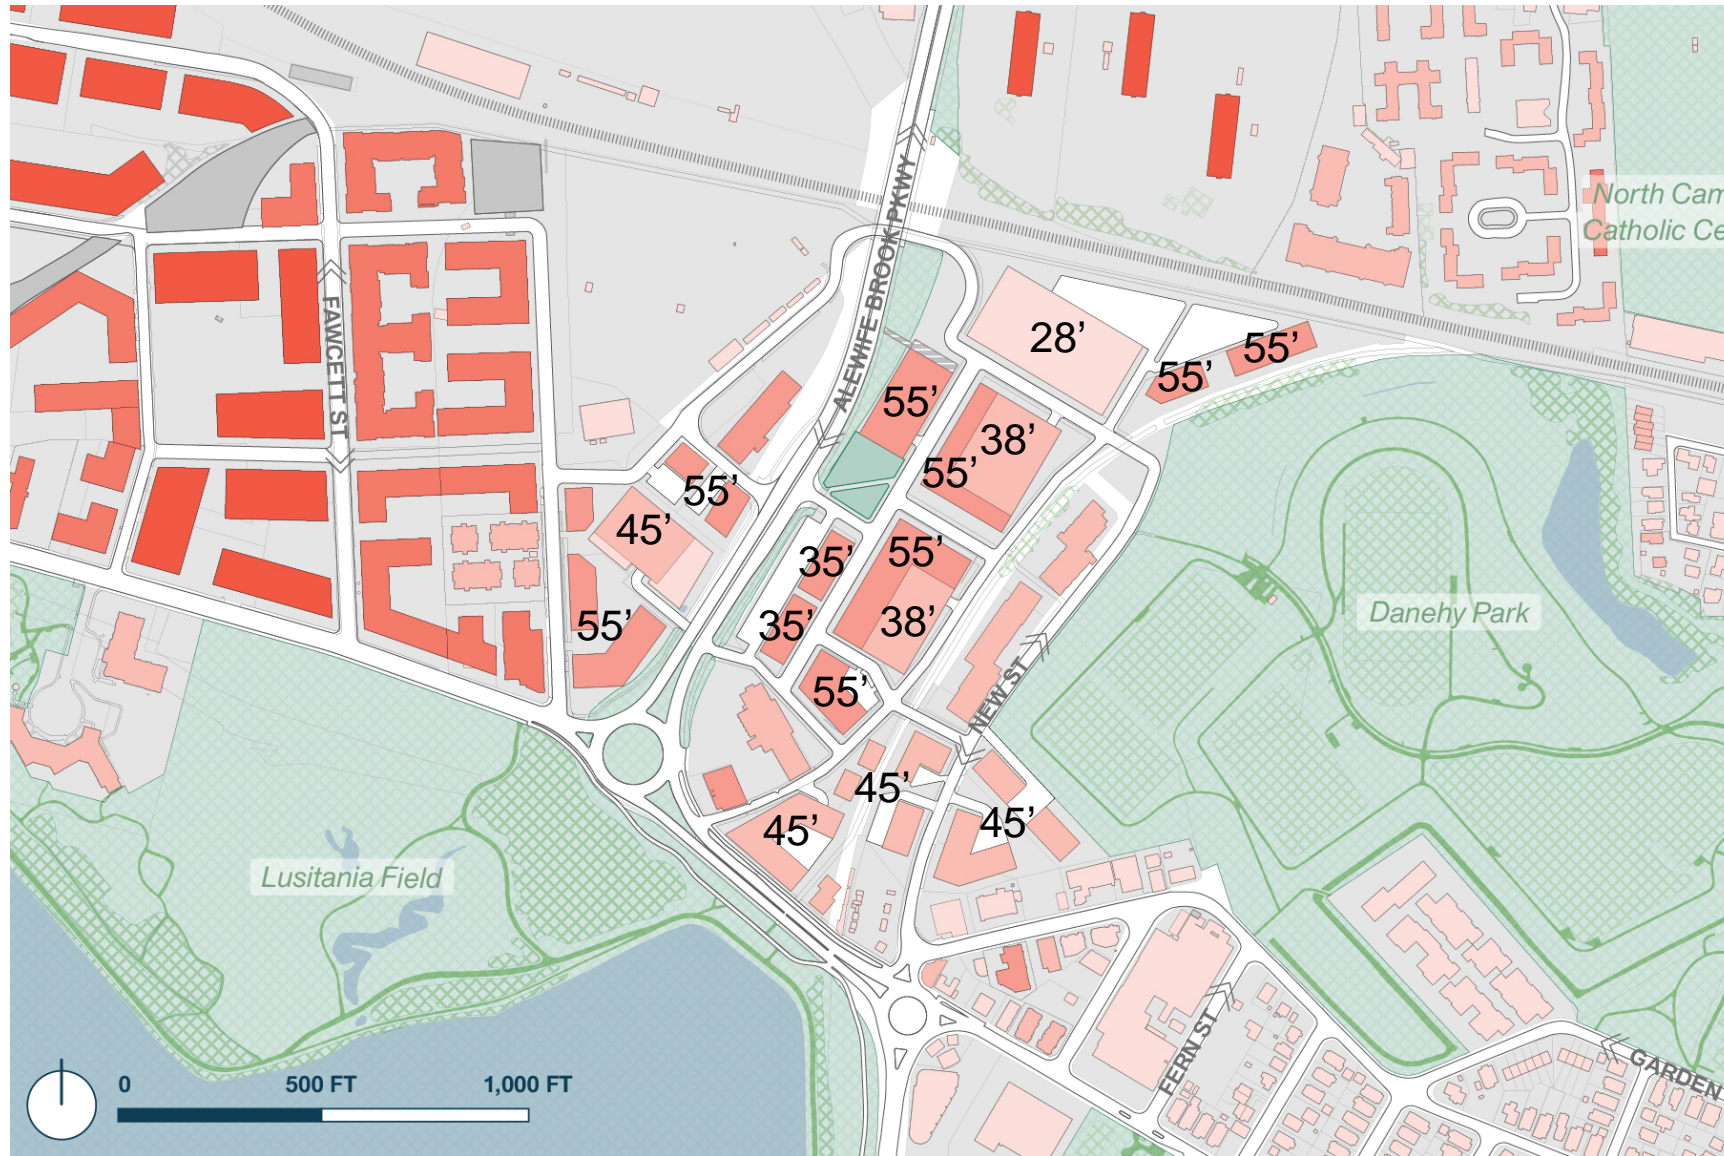 ALEWIFE BROOK PKWY
North Cam
Catholic Ce
FAWCETT ST
28’
55’
55’
55’
38’
55’
55’
45’
55’
35’
38’
35’
55’
55’
Danehy Park
NEW ST
45’
45’
45’
Lusitania Field
FERN ST
GARDEN
0 500 FT 1,000 FT